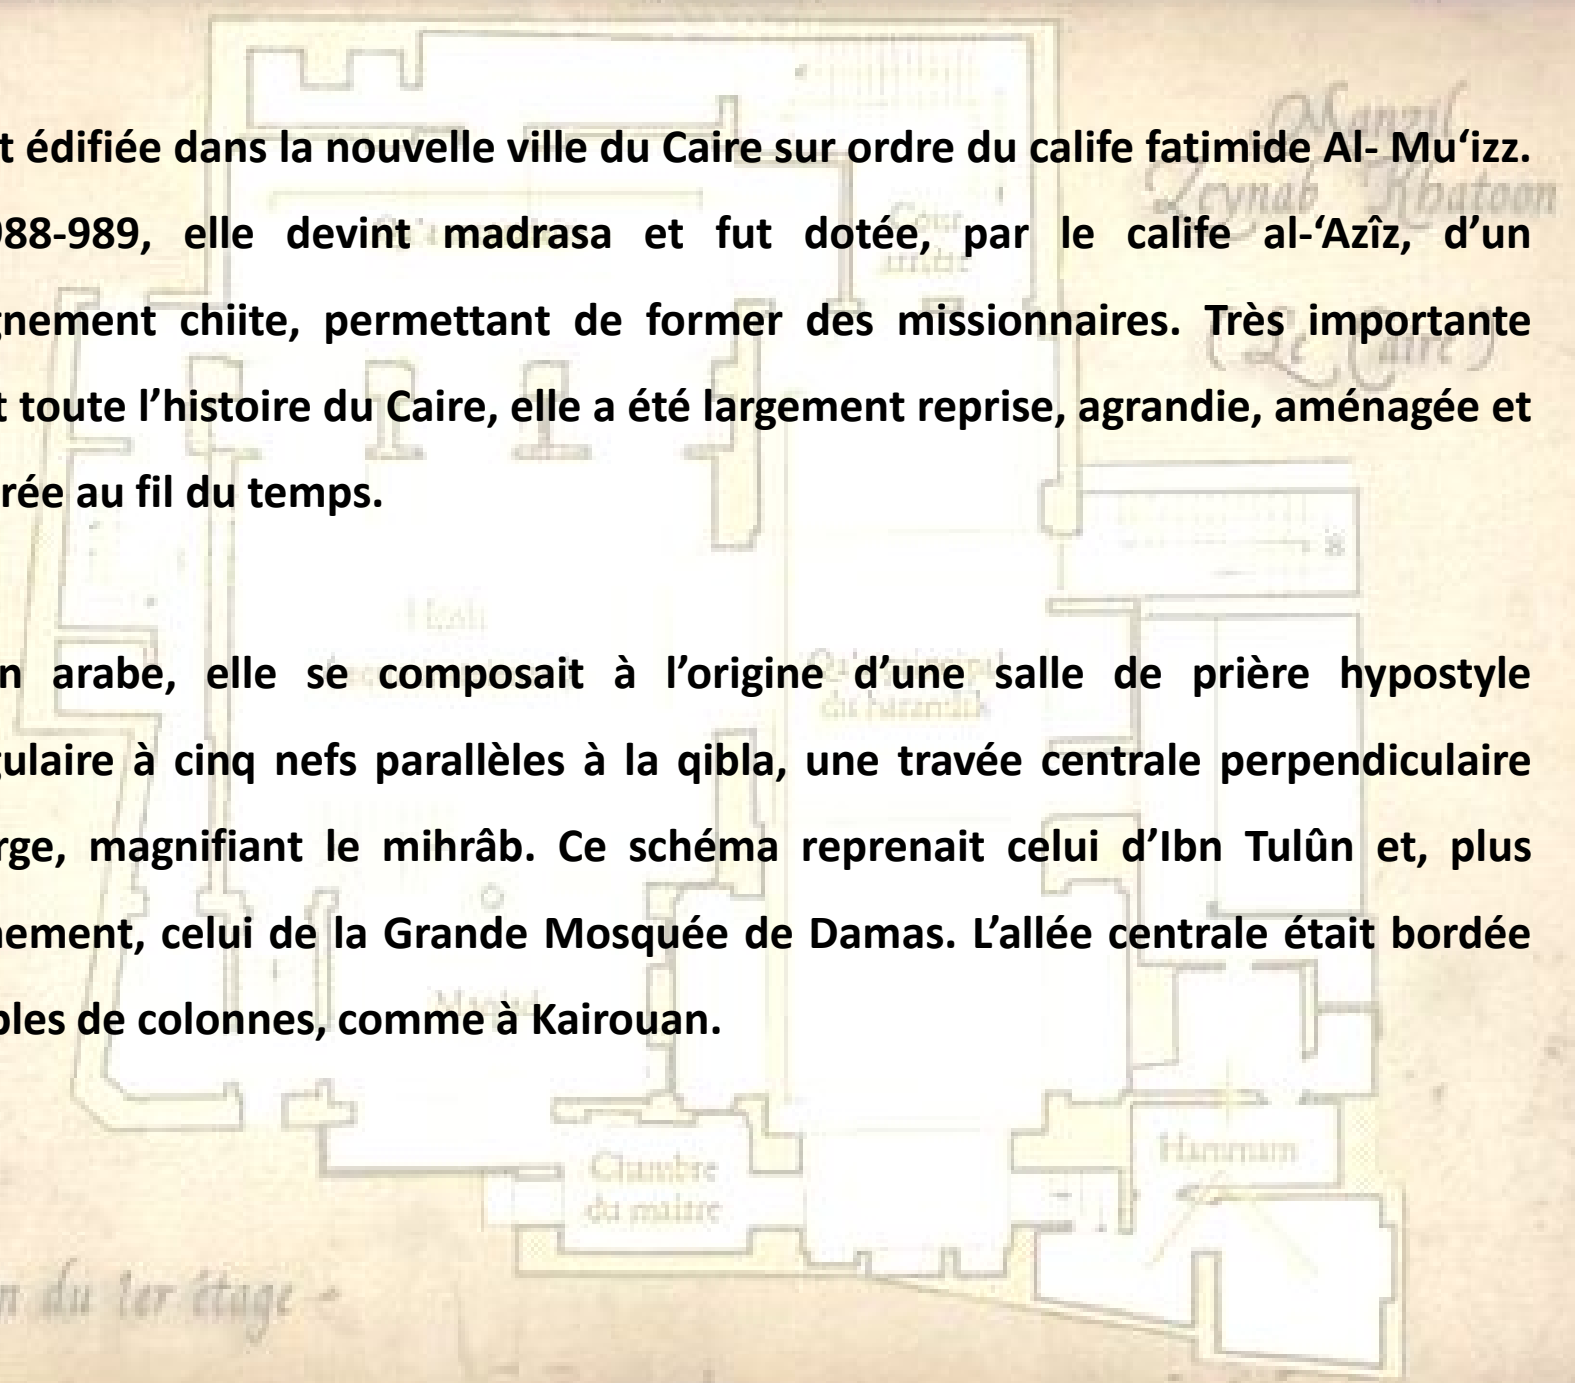 t édifiée dans la nouvelle ville du Caire sur ordre du calife fatimide Al- Mu‘izz.
988-989, elle devint madrasa et fut dotée, par le calife al-‘Azîz, d’un
gnement chiite, permettant de former des missionnaires. Très importante
t toute l’histoire du Caire, elle a été largement reprise, agrandie, aménagée et
rée au fil du temps.
n arabe, elle se composait à l’origine d’une salle de prière hypostyle
gulaire à cinq nefs parallèles à la qibla, une travée centrale perpendiculaire
rge, magnifiant le mihrâb. Ce schéma reprenait celui d’Ibn Tulûn et, plus
nement, celui de la Grande Mosquée de Damas. L’allée centrale était bordée
bles de colonnes, comme à Kairouan.
Manzil
Zeynab Khatoon
(Le Caire)
Cour
8
Hosh
du haramlik
Hammam
Chambre
du maitre
n du 1er étage -